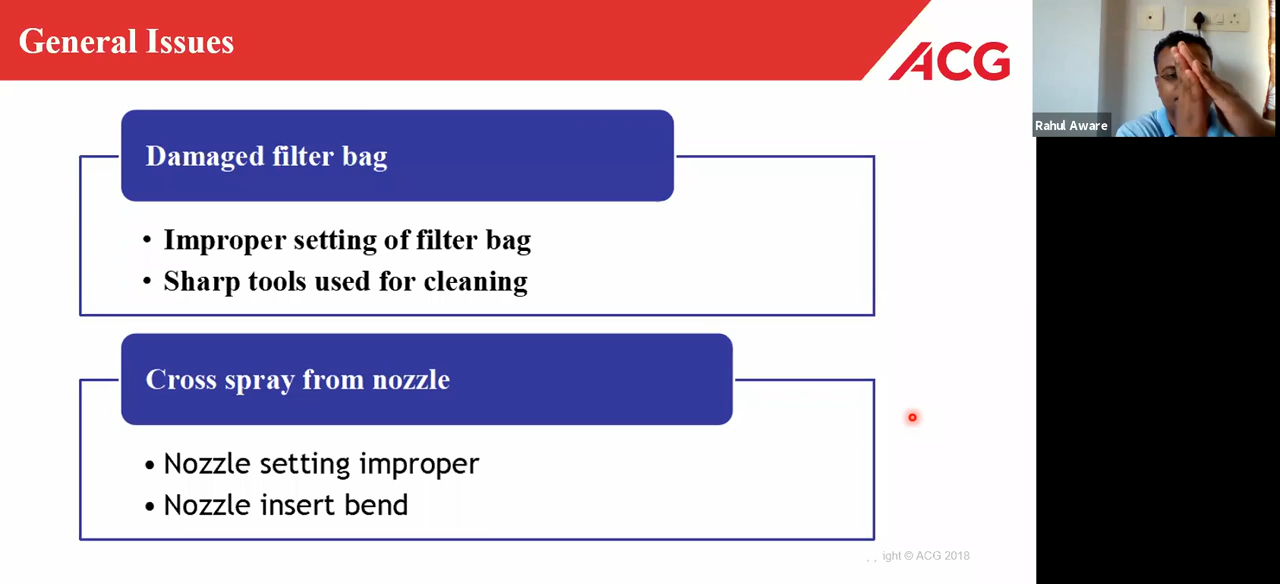 General Issues
ACG
Rahul Aware
Damaged filter bag
• Improper setting of filter bag
• Sharp tools used for cleaning
Cross spray from nozzle
• Nozzle setting improper
• Nozzle insert bend
© ACG 2018